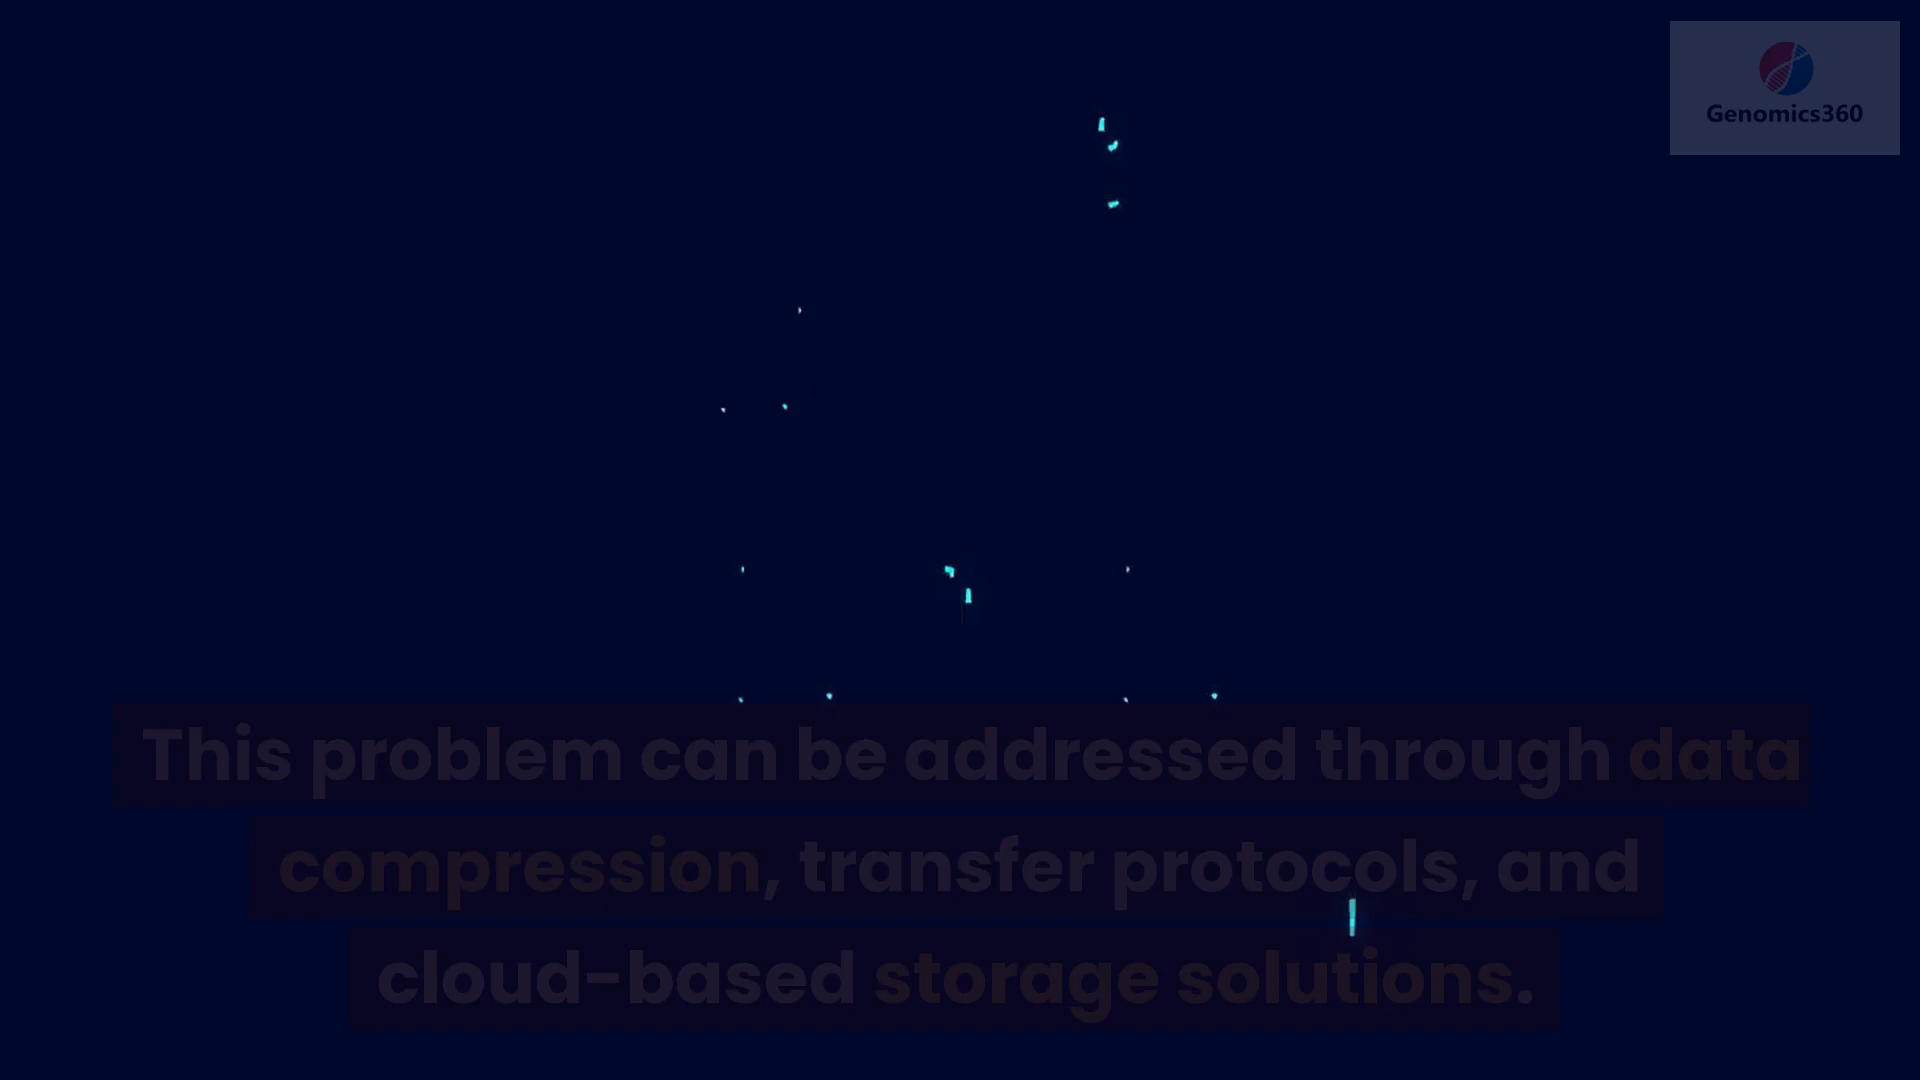 Genomics360
This problem can be addressed through data
compression, transfer protocols, and
cloud-based storage solutions.